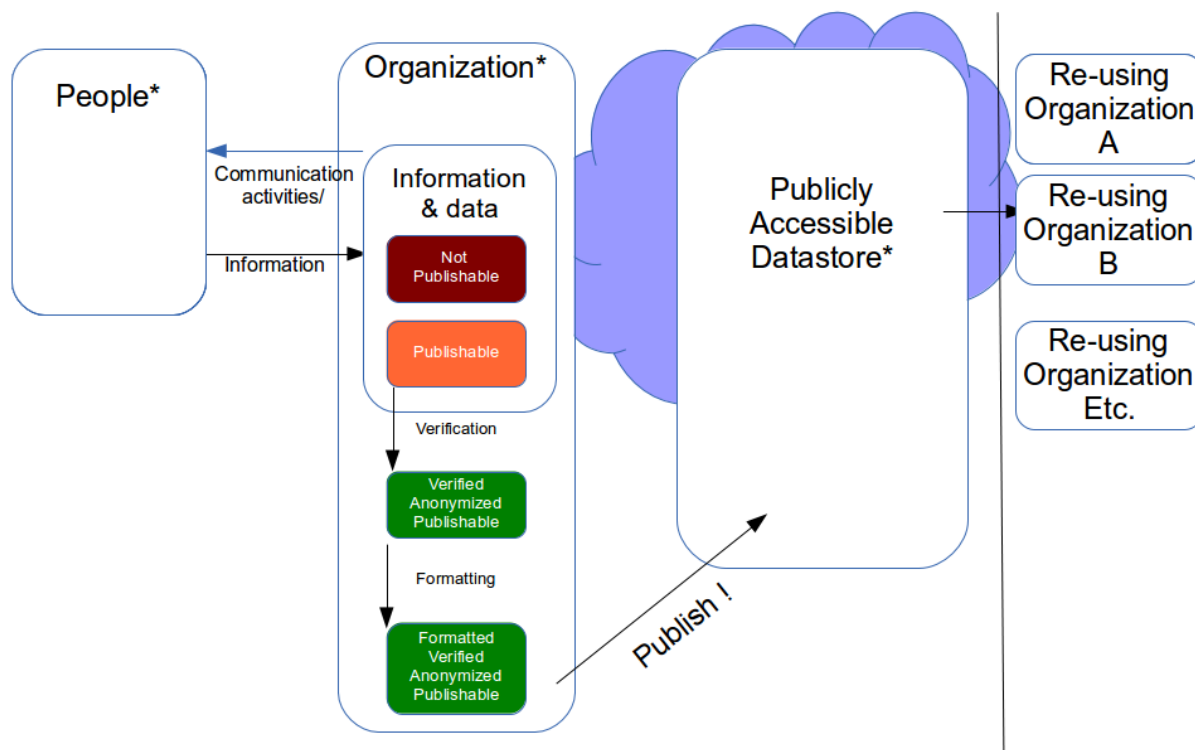 People*
Communication
activities/
Information
Organization*
Information
& data
Not
Publishable
Publishable
Verification
Verified
Anonymized
Publishable
Formatting
Formatted
Verified
Anonymized
Publishable
Publish !
Publicly
Accessible
Datastore*
Re-using
Organization
A
Re-using
Organization
B
Re-using
Organization
Etc.